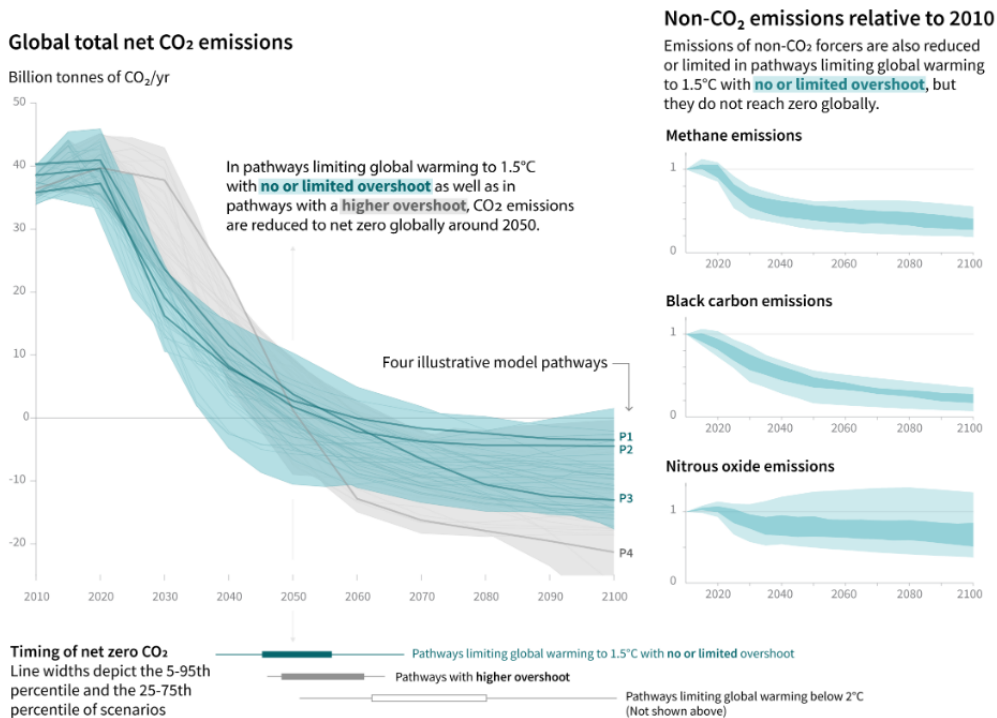 Global total net CO₂ emissions
Billion tonnes of CO₂/yr
50
40
30
20
10
0
-10
-20
2010 2020 2030 2040 2050 2060 2070 2080 2090 2100
In pathways limiting global warming to 1.5°C
with no or limited overshoot as well as in
pathways with a higher overshoot, CO₂ emissions
are reduced to net zero globally around 2050.
Four illustrative model pathways
P1
P2
P3
P4
Timing of net zero CO₂
Line widths depict the 5-95th
percentile and the 25-75th
percentile of scenarios
Pathways limiting global warming to 1.5°C with no or limited overshoot
Pathways with higher overshoot
Pathways limiting global warming below 2°C
(Not shown above)
Non-CO₂ emissions relative to 2010
Emissions of non-CO₂ forcers are also reduced
or limited in pathways limiting global warming
to 1.5°C with no or limited overshoot, but
they do not reach zero globally.
Methane emissions
1
0
2020 2040 2060 2080 2100
Black carbon emissions
1
0
2020 2040 2060 2080 2100
Nitrous oxide emissions
1
0
2020 2040 2060 2080 2100